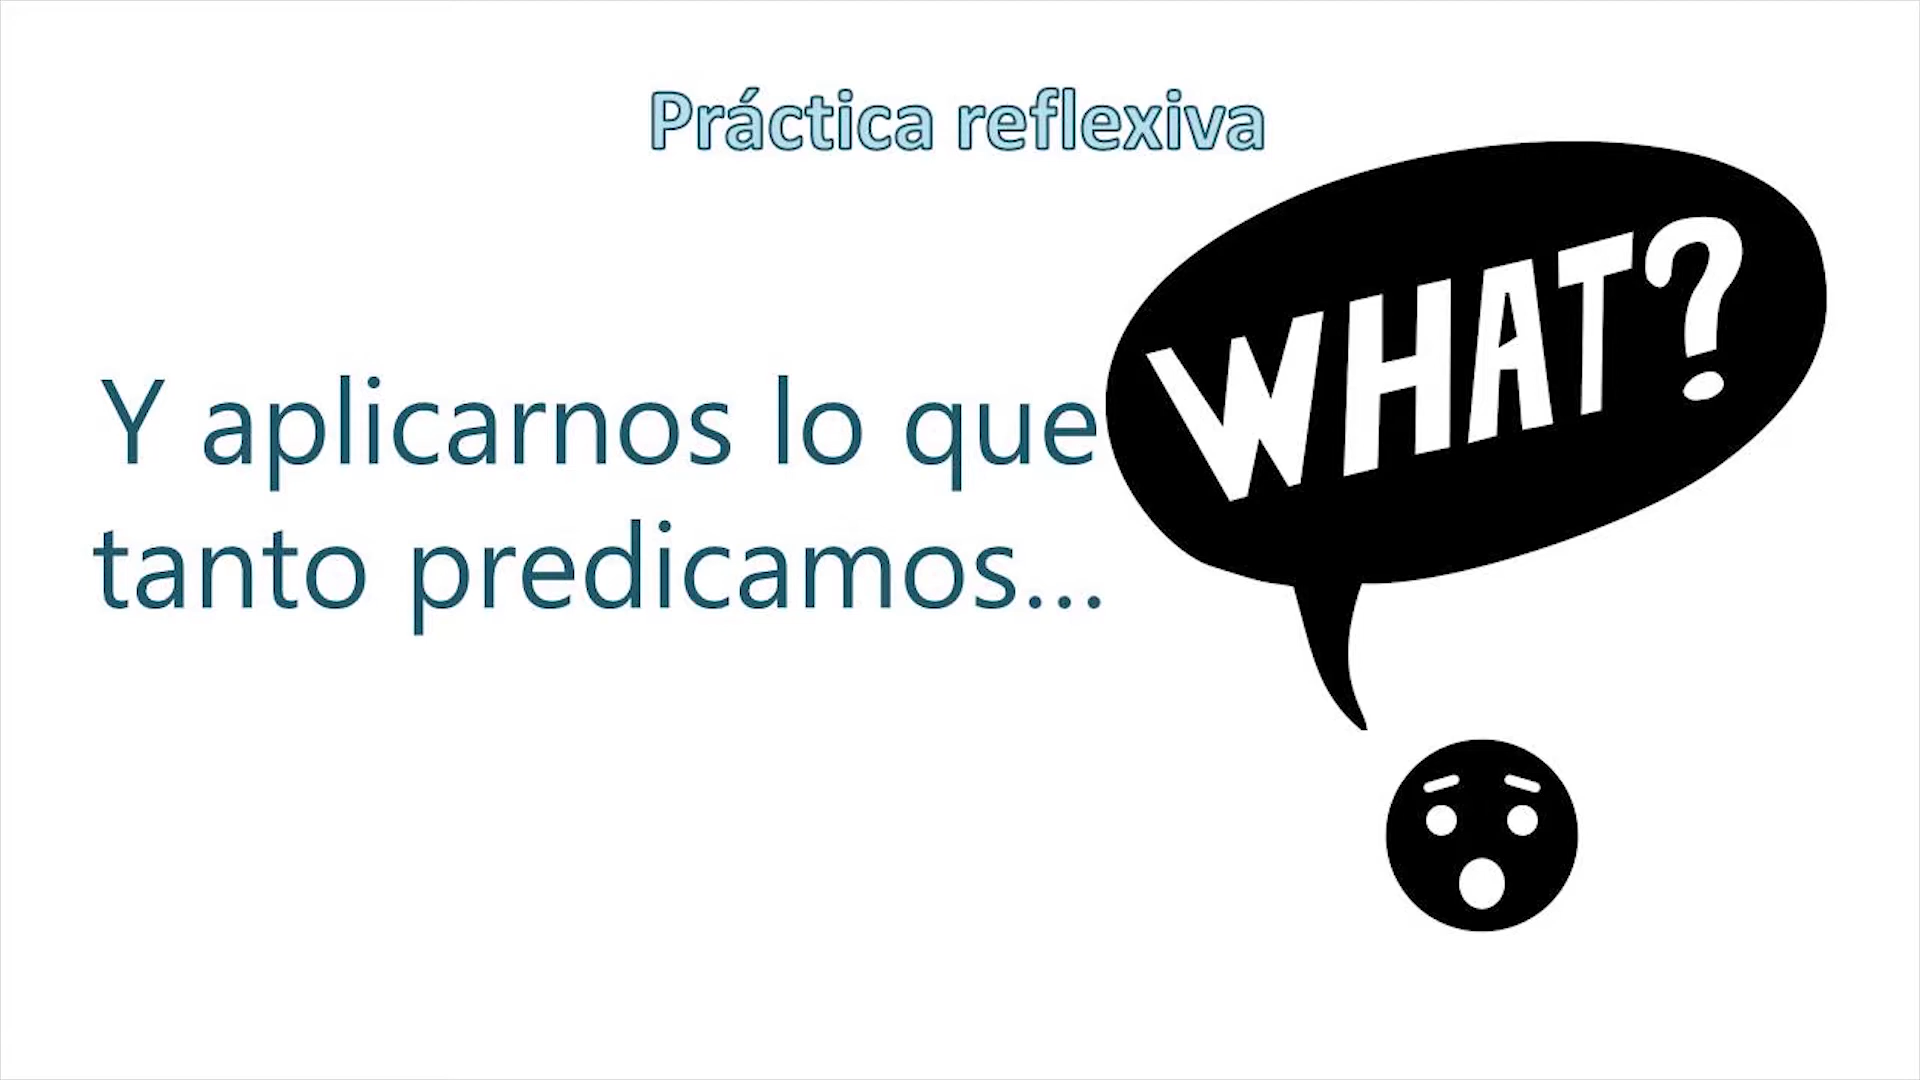 Práctica reflexiva
Y aplicarnos lo que
tanto predicamos...
WHAT?